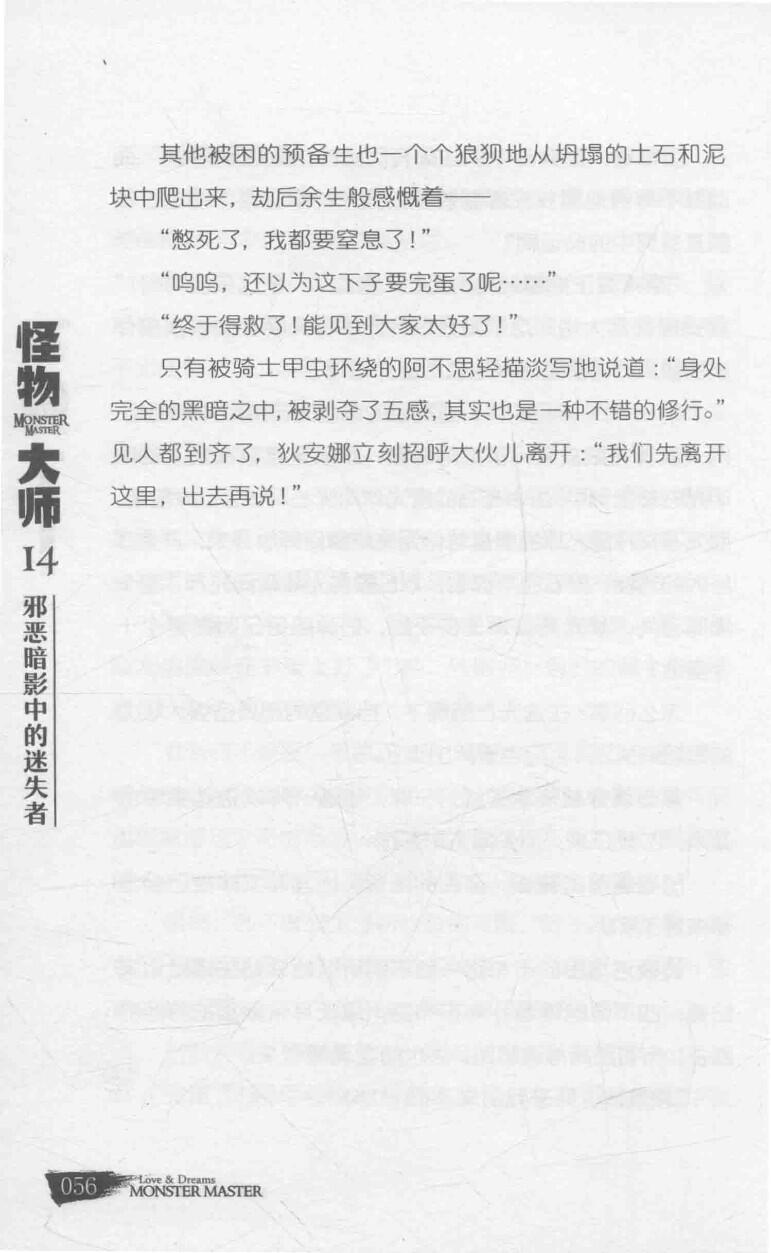 其他被困的预备生也一个个狼狈地从坍塌的土石和泥
块中爬出来，劫后余生般感慨着——
“憋死了，我都要窒息了！”
“呜呜，还以为这下子要完蛋了呢……”
“终于得救了！能见到大家太好了！”
只有被骑士甲虫环绕的阿不思轻描淡写地说道：“身处
完全的黑暗之中，被剥夺了五感，其实也是一种不错的修行。”
见人都到齐了，狄安娜立刻招呼大伙儿离开：“我们先离开
这里，出去再说！”
怪物
MONSTER
MASTER
大师
14
邪恶暗影中的迷失者
056
Love & Dreams
MONSTER MASTER